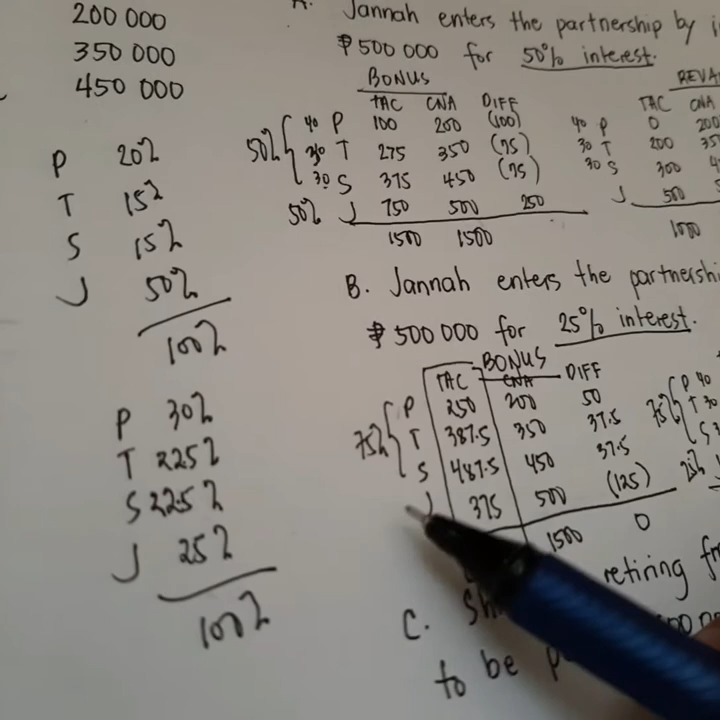 200 000
350 000
450 000
P 20%
T 15%
S 15%
J 50%
100%
P 30%
T 22.5%
S 22.5%
J 25%
100%
A. Jannah enters the partnership by
₱500 000 for 50% interest.
BONUS
TAC CNA DIFF
50% { 40 P 100 200 (100)
30 T 275 350 (75)
30 S 375 450 (75)
50% J 750 500 250
1500 1500
TAC CNA
40 P 0 200
30 T 200
30 S 300
J 500
1000
B. Jannah enters the
₱500 000 for 25% interest.
BONUS
TAC CNA DIFF
75% { P 250 200 50
T 387.5 350 37.5
S 487.5 450 37.5
J 375 500 (125)
1500 0
75% { P 40
T 30
S
25%
C.
retiring
to be